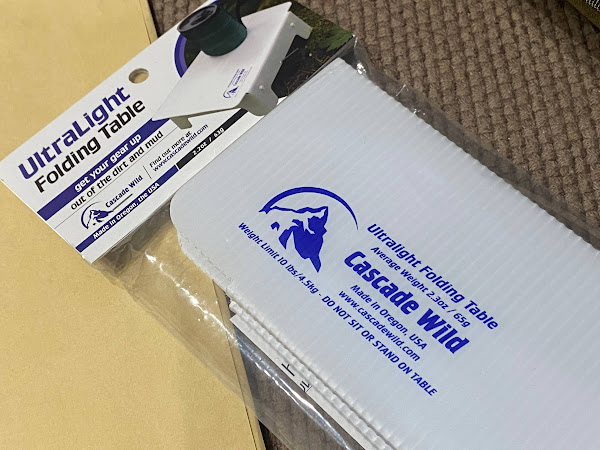 UltraLight
Folding Table
get your gear up
out of the dirt and mud
Cascade Wild
Made in Oregon, the USA
Find out more at
www.cascadewild.com
Ultralight Folding Table
Average Weight 2.3oz / 65g
Cascade Wild
Made in Oregon, USA
www.cascadewild.com
Weight Limit 10 lbs/4.5kg - DO NOT SIT OR STAND ON TABLE